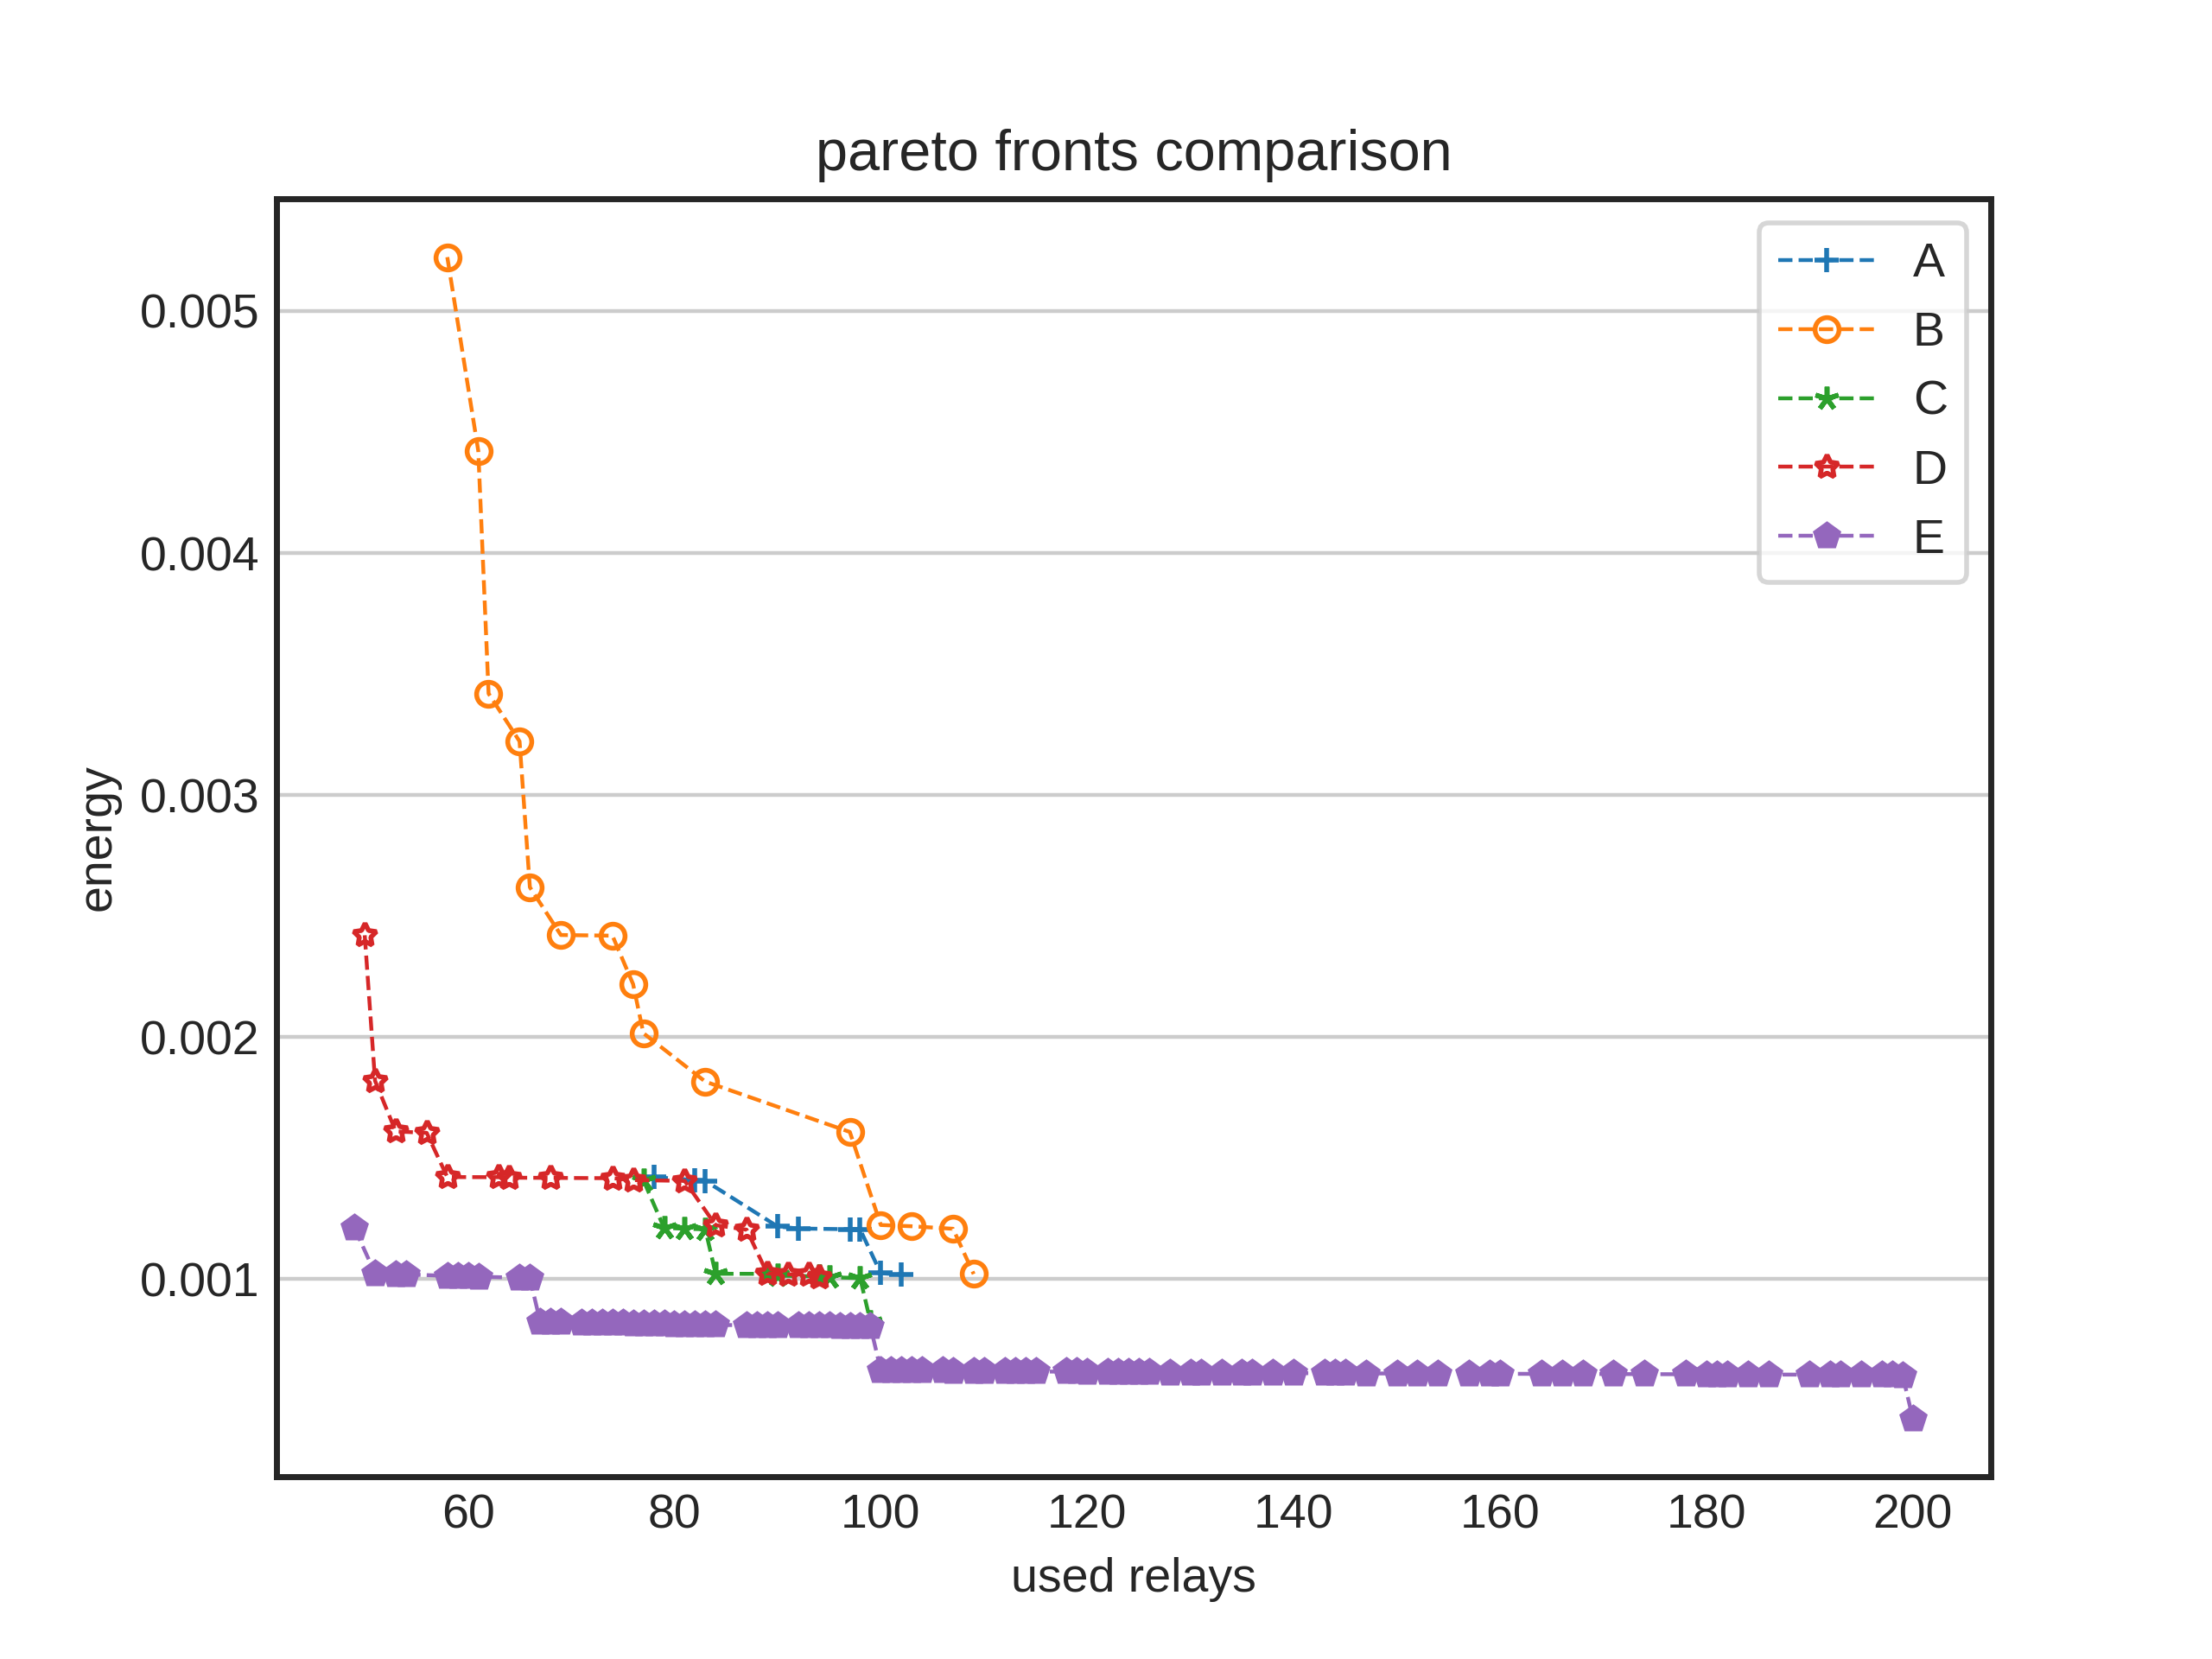 pareto fronts comparison
A
B
C
D
E
0.005
0.004
0.003
0.002
0.001
energy
60 80 100 120 140 160 180 200
used relays